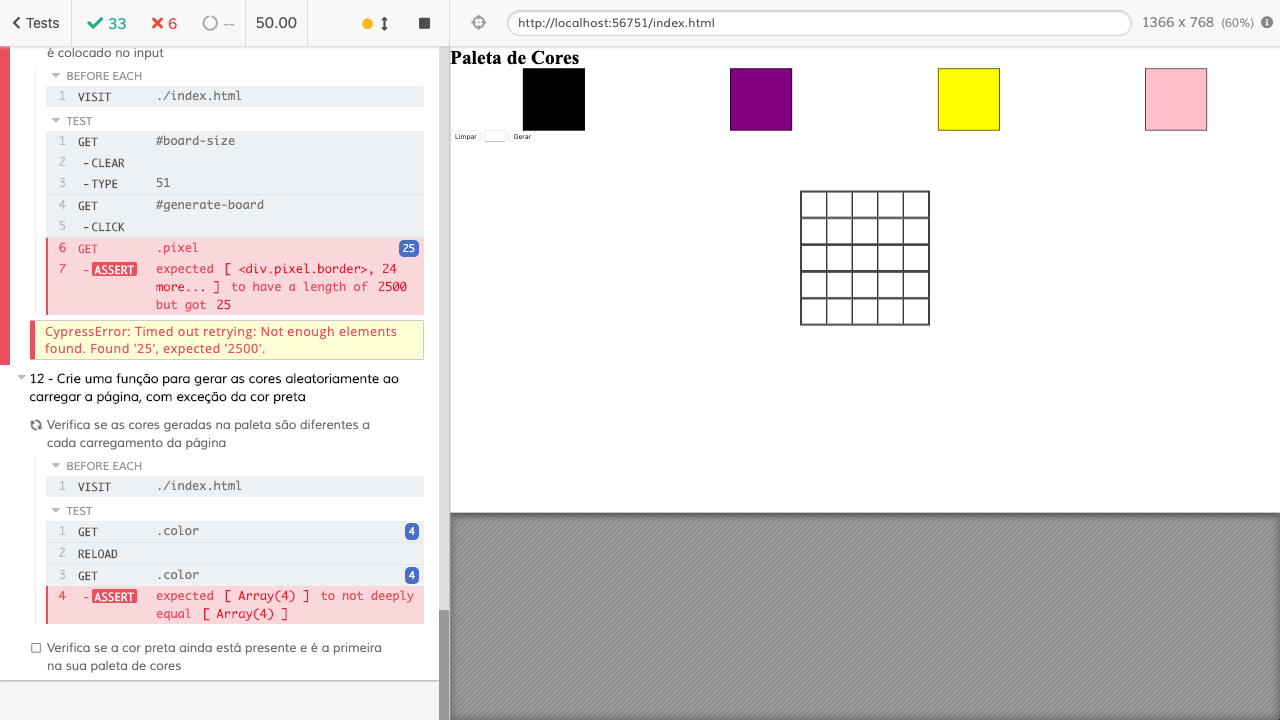 Tests
33
6
--
50.00
http://localhost:56751/index.html
1366 x 768 (60%)
é colocado no input
BEFORE EACH
1 VISIT ./index.html
TEST
1 GET #board-size
2 -CLEAR
3 -TYPE 51
4 GET #generate-board
5 -CLICK
6 GET .pixel 25
7 -ASSERT expected [ <div.pixel.border>, 24
more... ] to have a length of 2500
but got 25
CypressError: Timed out retrying: Not enough elements
found. Found '25', expected '2500'.
12 - Crie uma função para gerar as cores aleatoriamente ao
carregar a página, com exceção da cor preta
Verifica se as cores geradas na paleta são diferentes a
cada carregamento da página
BEFORE EACH
1 VISIT ./index.html
TEST
1 GET .color 4
2 RELOAD
3 GET .color 4
4 -ASSERT expected [ Array(4) ] to not deeply
equal [ Array(4) ]
Verifica se a cor preta ainda está presente e é a primeira
na sua paleta de cores
Paleta de Cores
Limpar Gerar